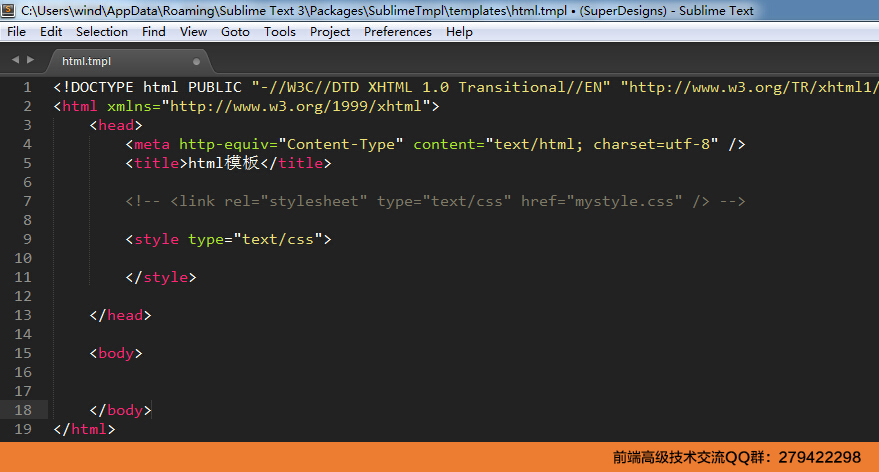 C:\Users\wind\AppData\Roaming\Sublime Text 3\Packages\SublimeTmpl\templates\html.tmpl • (SuperDesigns) - Sublime Text
File Edit Selection Find View Goto Tools Project Preferences Help
html.tmpl
1 <!DOCTYPE html PUBLIC "-//W3C//DTD XHTML 1.0 Transitional//EN" "http://www.w3.org/TR/xhtml1/
2 <html xmlns="http://www.w3.org/1999/xhtml">
3 <head>
4 <meta http-equiv="Content-Type" content="text/html; charset=utf-8" />
5 <title>html模板</title>
6
7 <!-- <link rel="stylesheet" type="text/css" href="mystyle.css" /> -->
8
9 <style type="text/css">
10
11 </style>
12
13 </head>
14
15 <body>
16
17
18 </body>
19 </html>
前端高级技术交流QQ群：279422298